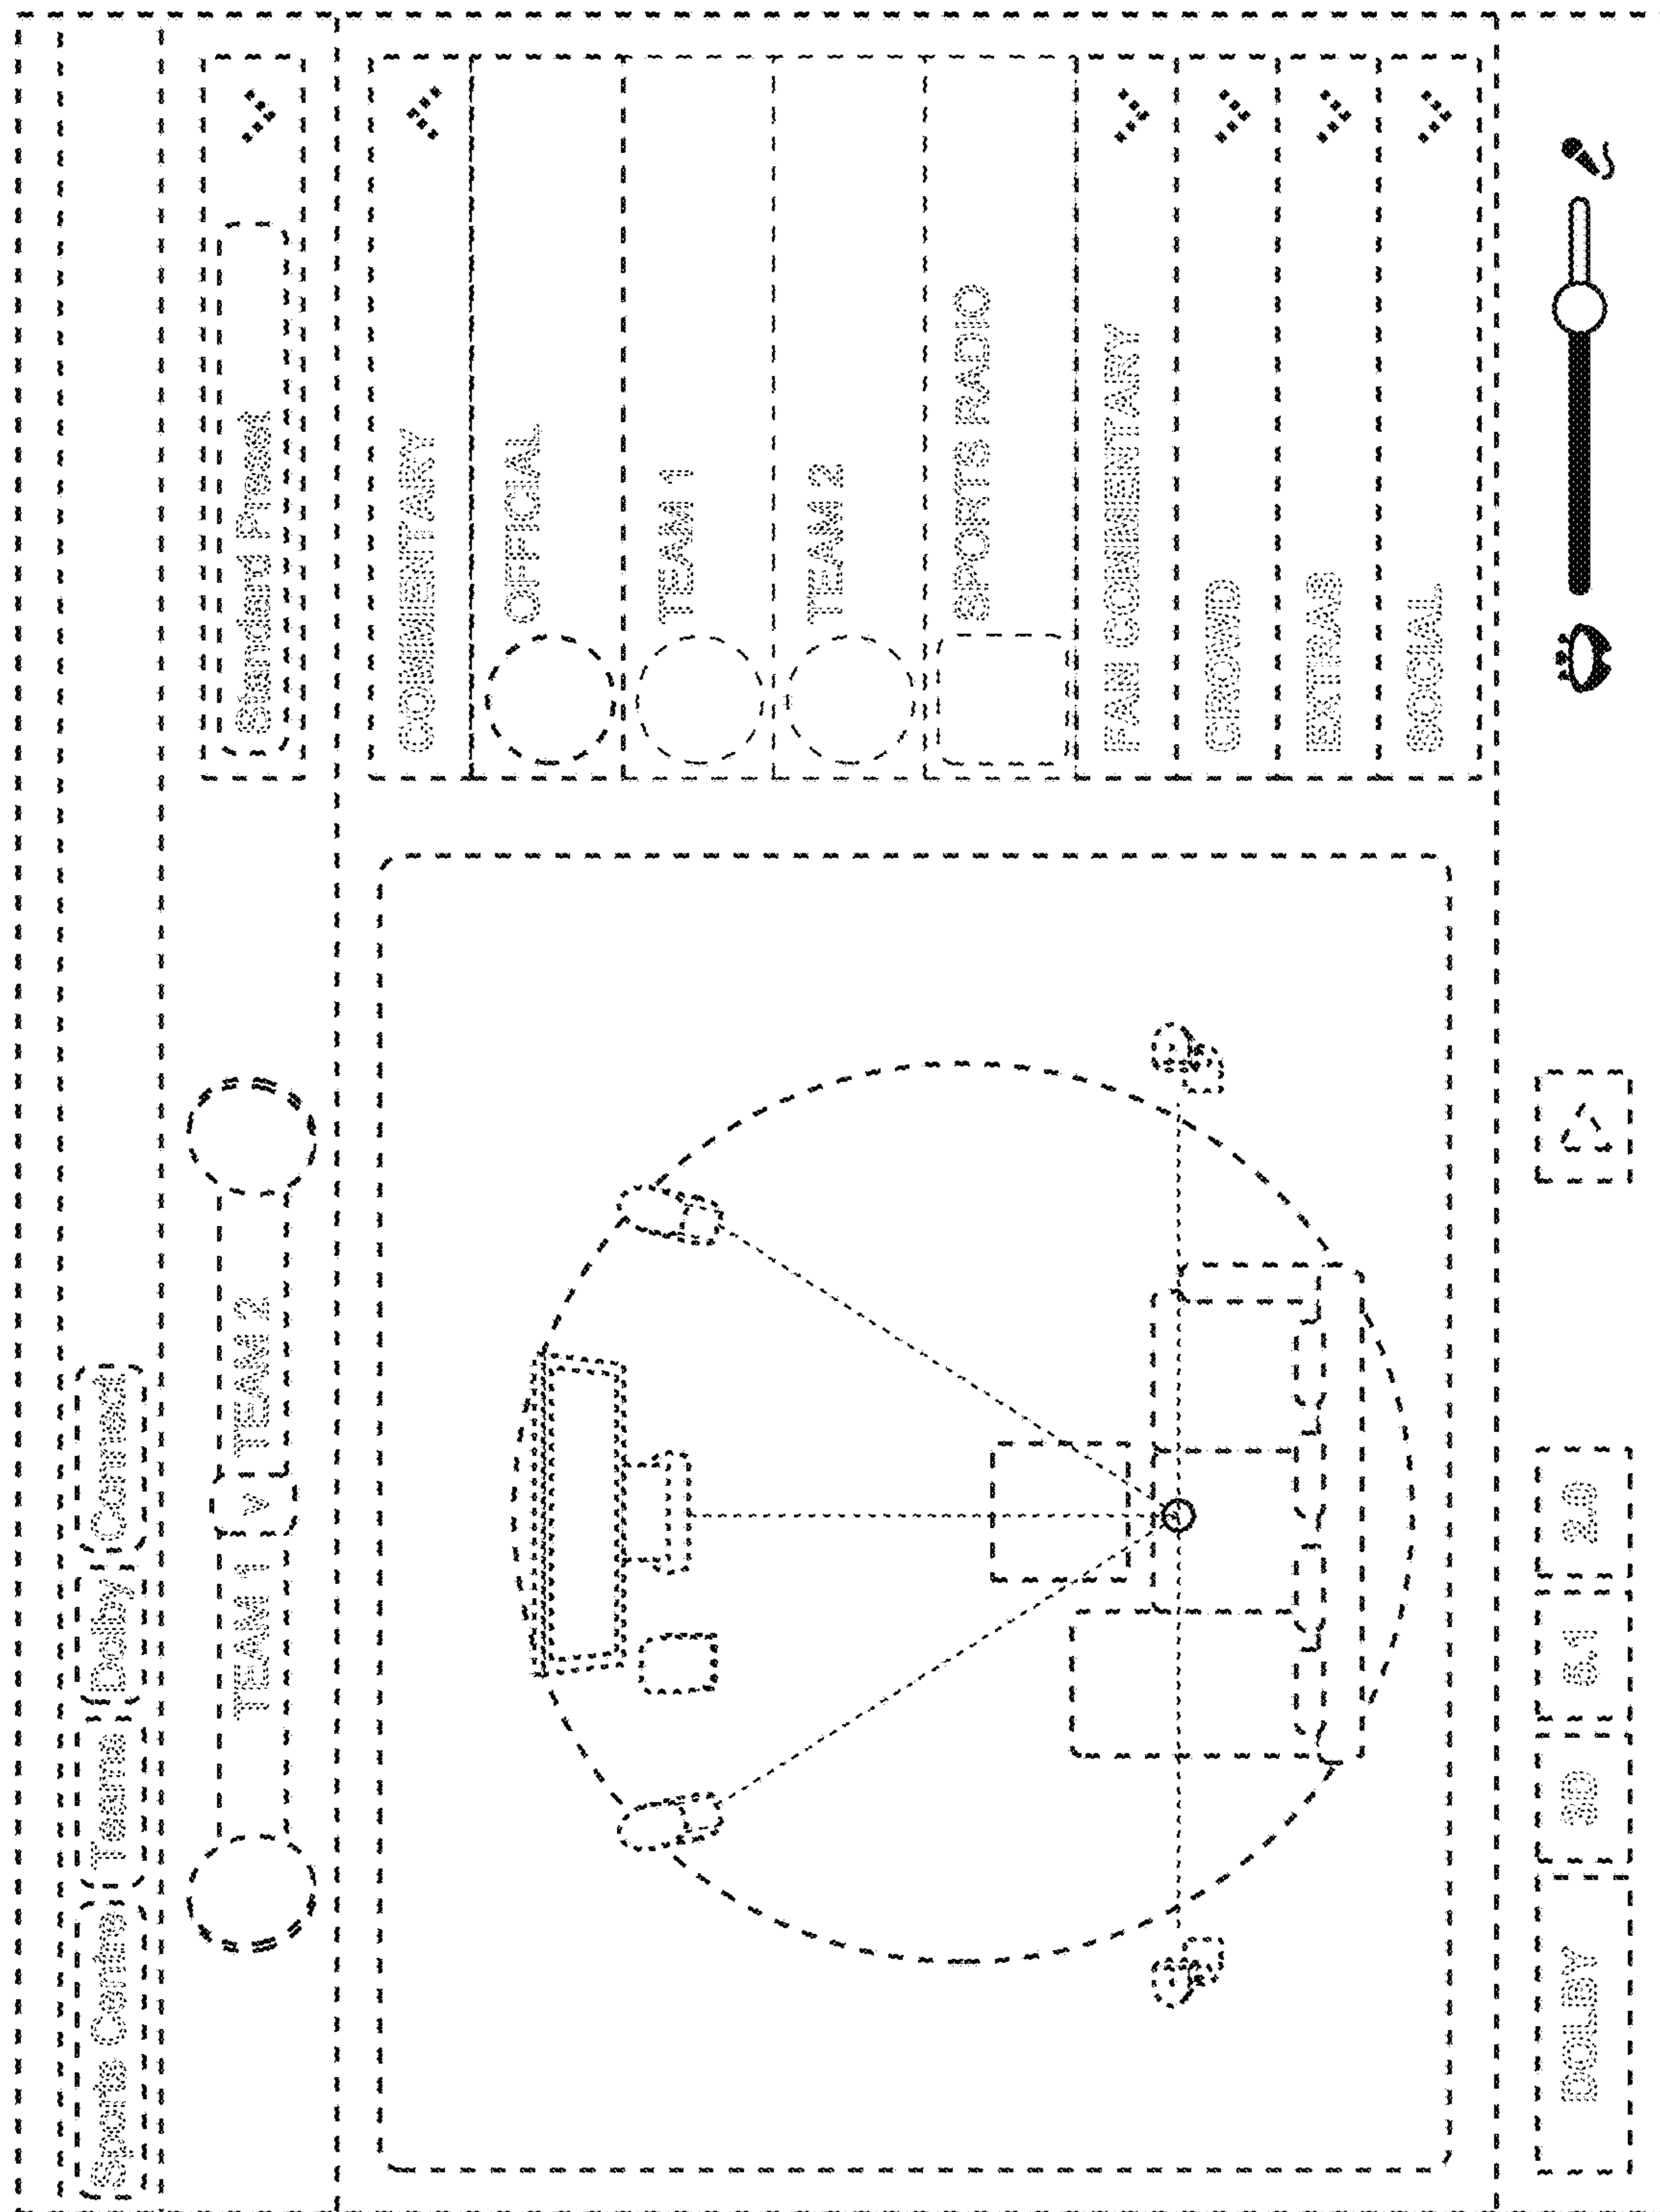 Sports Centre Teams Dolby Connect
TEAM 1 v TEAM 2
Standard Preset
COMMENTARY
OFFICIAL
TEAM 1
TEAM 2
SPORTS RADIO
FAN COMMENTARY
CROWD
EXTRAS
SOCIAL
DOLBY 3D 5.1 2.0